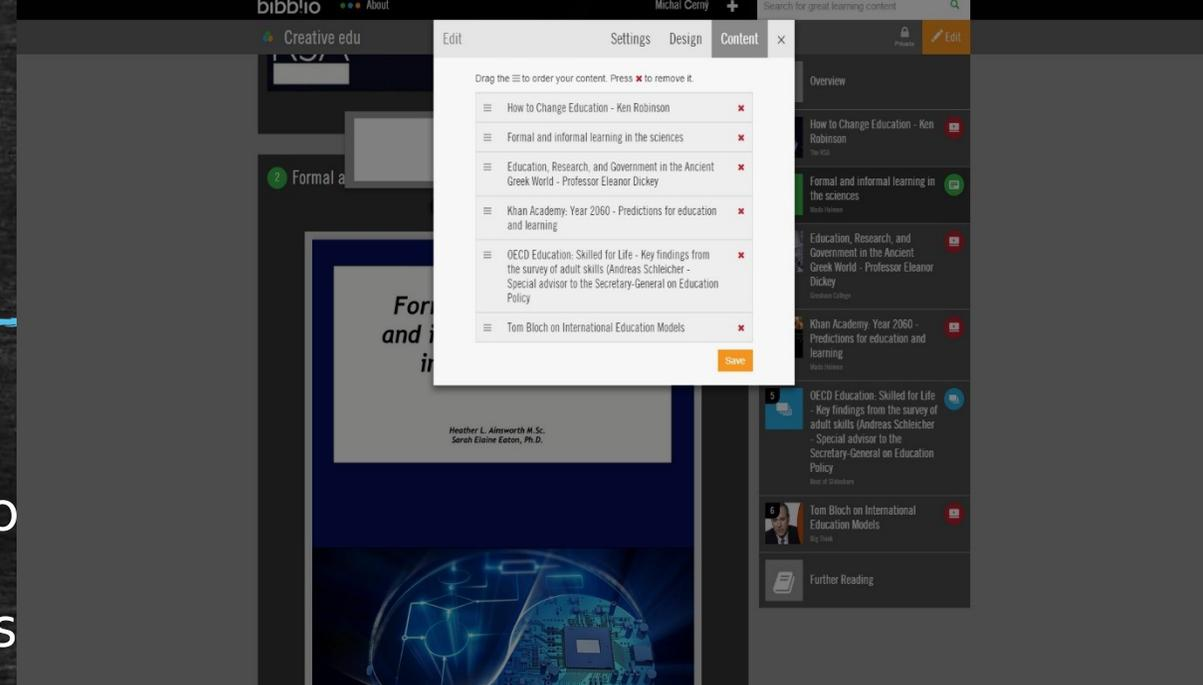 bibb!io
About
Michal Černý
+
Search for great learning content
Creative edu
Private
Edit
RSA
2 Formal a
Edit
Settings
Design
Content
×
Drag the ☰ to order your content. Press ✖ to remove it.
How to Change Education - Ken Robinson
Formal and informal learning in the sciences
Education, Research, and Government in the Ancient
Greek World - Professor Eleanor Dickey
Khan Academy: Year 2060 - Predictions for education
and learning
OECD Education: Skilled for Life - Key findings from
the survey of adult skills (Andreas Schleicher -
Special advisor to the Secretary-General on Education
Policy
Tom Bloch on International Education Models
Save
For
and i
i
Heather L. Ainsworth M.Sc.
Sarah Elaine Eaton, Ph.D.
Overview
How to Change Education - Ken
Robinson
The RSA
Formal and informal learning in
the sciences
Education, Research, and
Government in the Ancient
Greek World - Professor Eleanor
Dickey
Gresham College
Khan Academy: Year 2060 -
Predictions for education and
learning
5
OECD Education: Skilled for Life
- Key findings from the survey of
adult skills (Andreas Schleicher
- Special advisor to the
Secretary-General on Education
Policy
Best of Slideshare
6
Tom Bloch on International
Education Models
Big Think
Further Reading
o
s